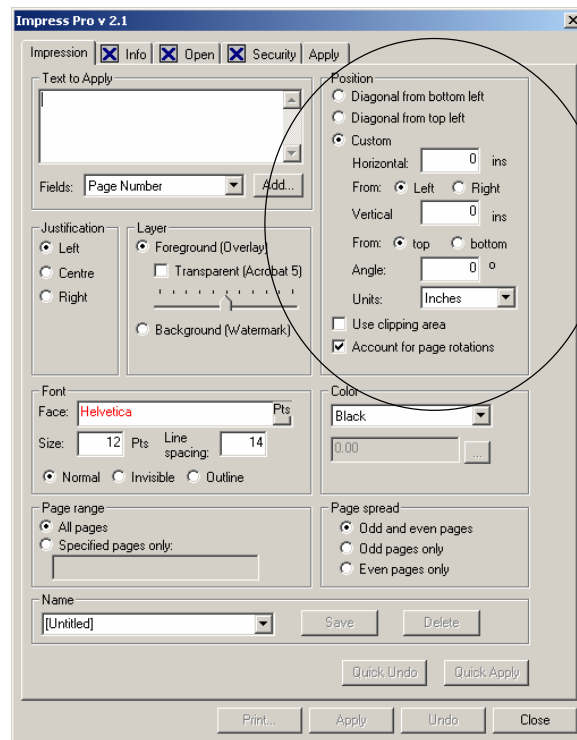 Impress Pro v 2.1
Impression Info Open Security Apply
Text to Apply
Fields: Page Number Add...
Position
Diagonal from bottom left
Diagonal from top left
Custom
Horizontal: 0 ins
From: Left Right
Vertical 0 ins
From: top bottom
Angle: 0 o
Units: Inches
Use clipping area
Account for page rotations
Justification
Left
Centre
Right
Layer
Foreground (Overlay)
Transparent (Acrobat 5)
Background (Watermark)
Font
Face: Helvetica Pts
Size: 12 Pts Line spacing: 14
Normal Invisible Outline
Color
Black
0.00 ...
Page range
All pages
Specified pages only:
Page spread
Odd and even pages
Odd pages only
Even pages only
Name
[Untitled] Save Delete
Quick Undo Quick Apply
Print... Apply Undo Close